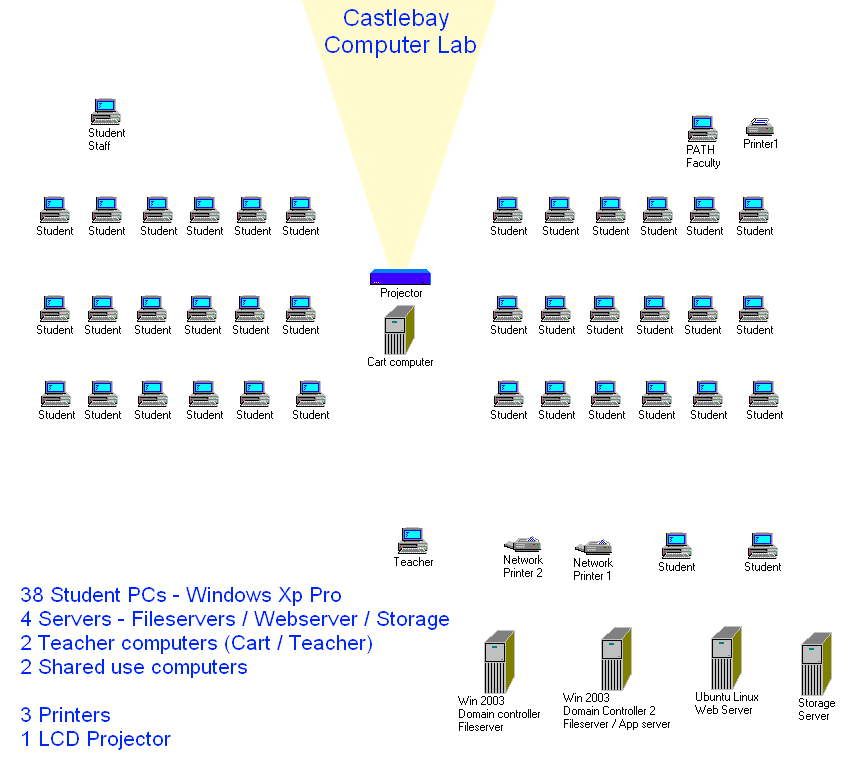 Castlebay
Computer Lab
Student
Staff
PATH
Faculty
Printer1
Student
Student
Student
Student
Student
Student
Student
Student
Student
Student
Student
Student
Projector
Student
Student
Student
Student
Student
Student
Student
Student
Student
Student
Student
Student
Cart computer
Student
Student
Student
Student
Student
Student
Student
Student
Student
Student
Student
Student
Teacher
Network
Printer 2
Network
Printer 1
Student
Student
38 Student PCs - Windows Xp Pro
4 Servers - Fileservers / Webserver / Storage
2 Teacher computers (Cart / Teacher)
2 Shared use computers
3 Printers
1 LCD Projector
Win 2003
Domain controller
Fileserver
Win 2003
Domain Controller 2
Fileserver / App server
Ubuntu Linux
Web Server
Storage
Server